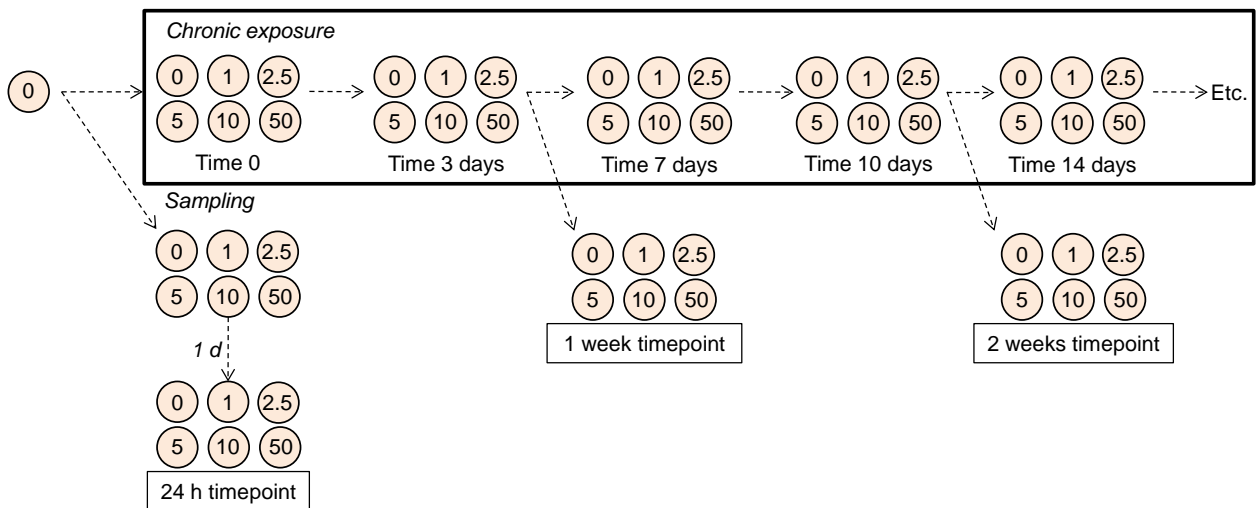 Chronic exposure
0 0 1 2.5 0 1 2.5 0 1 2.5 0 1 2.5 0 1 2.5 Etc.
5 10 50 5 10 50 5 10 50 5 10 50 5 10 50
Time 0 Time 3 days Time 7 days Time 10 days Time 14 days
Sampling
0 1 2.5 0 1 2.5 0 1 2.5
5 10 50 5 10 50 5 10 50
1 d 1 week timepoint 2 weeks timepoint
0 1 2.5
5 10 50
24 h timepoint